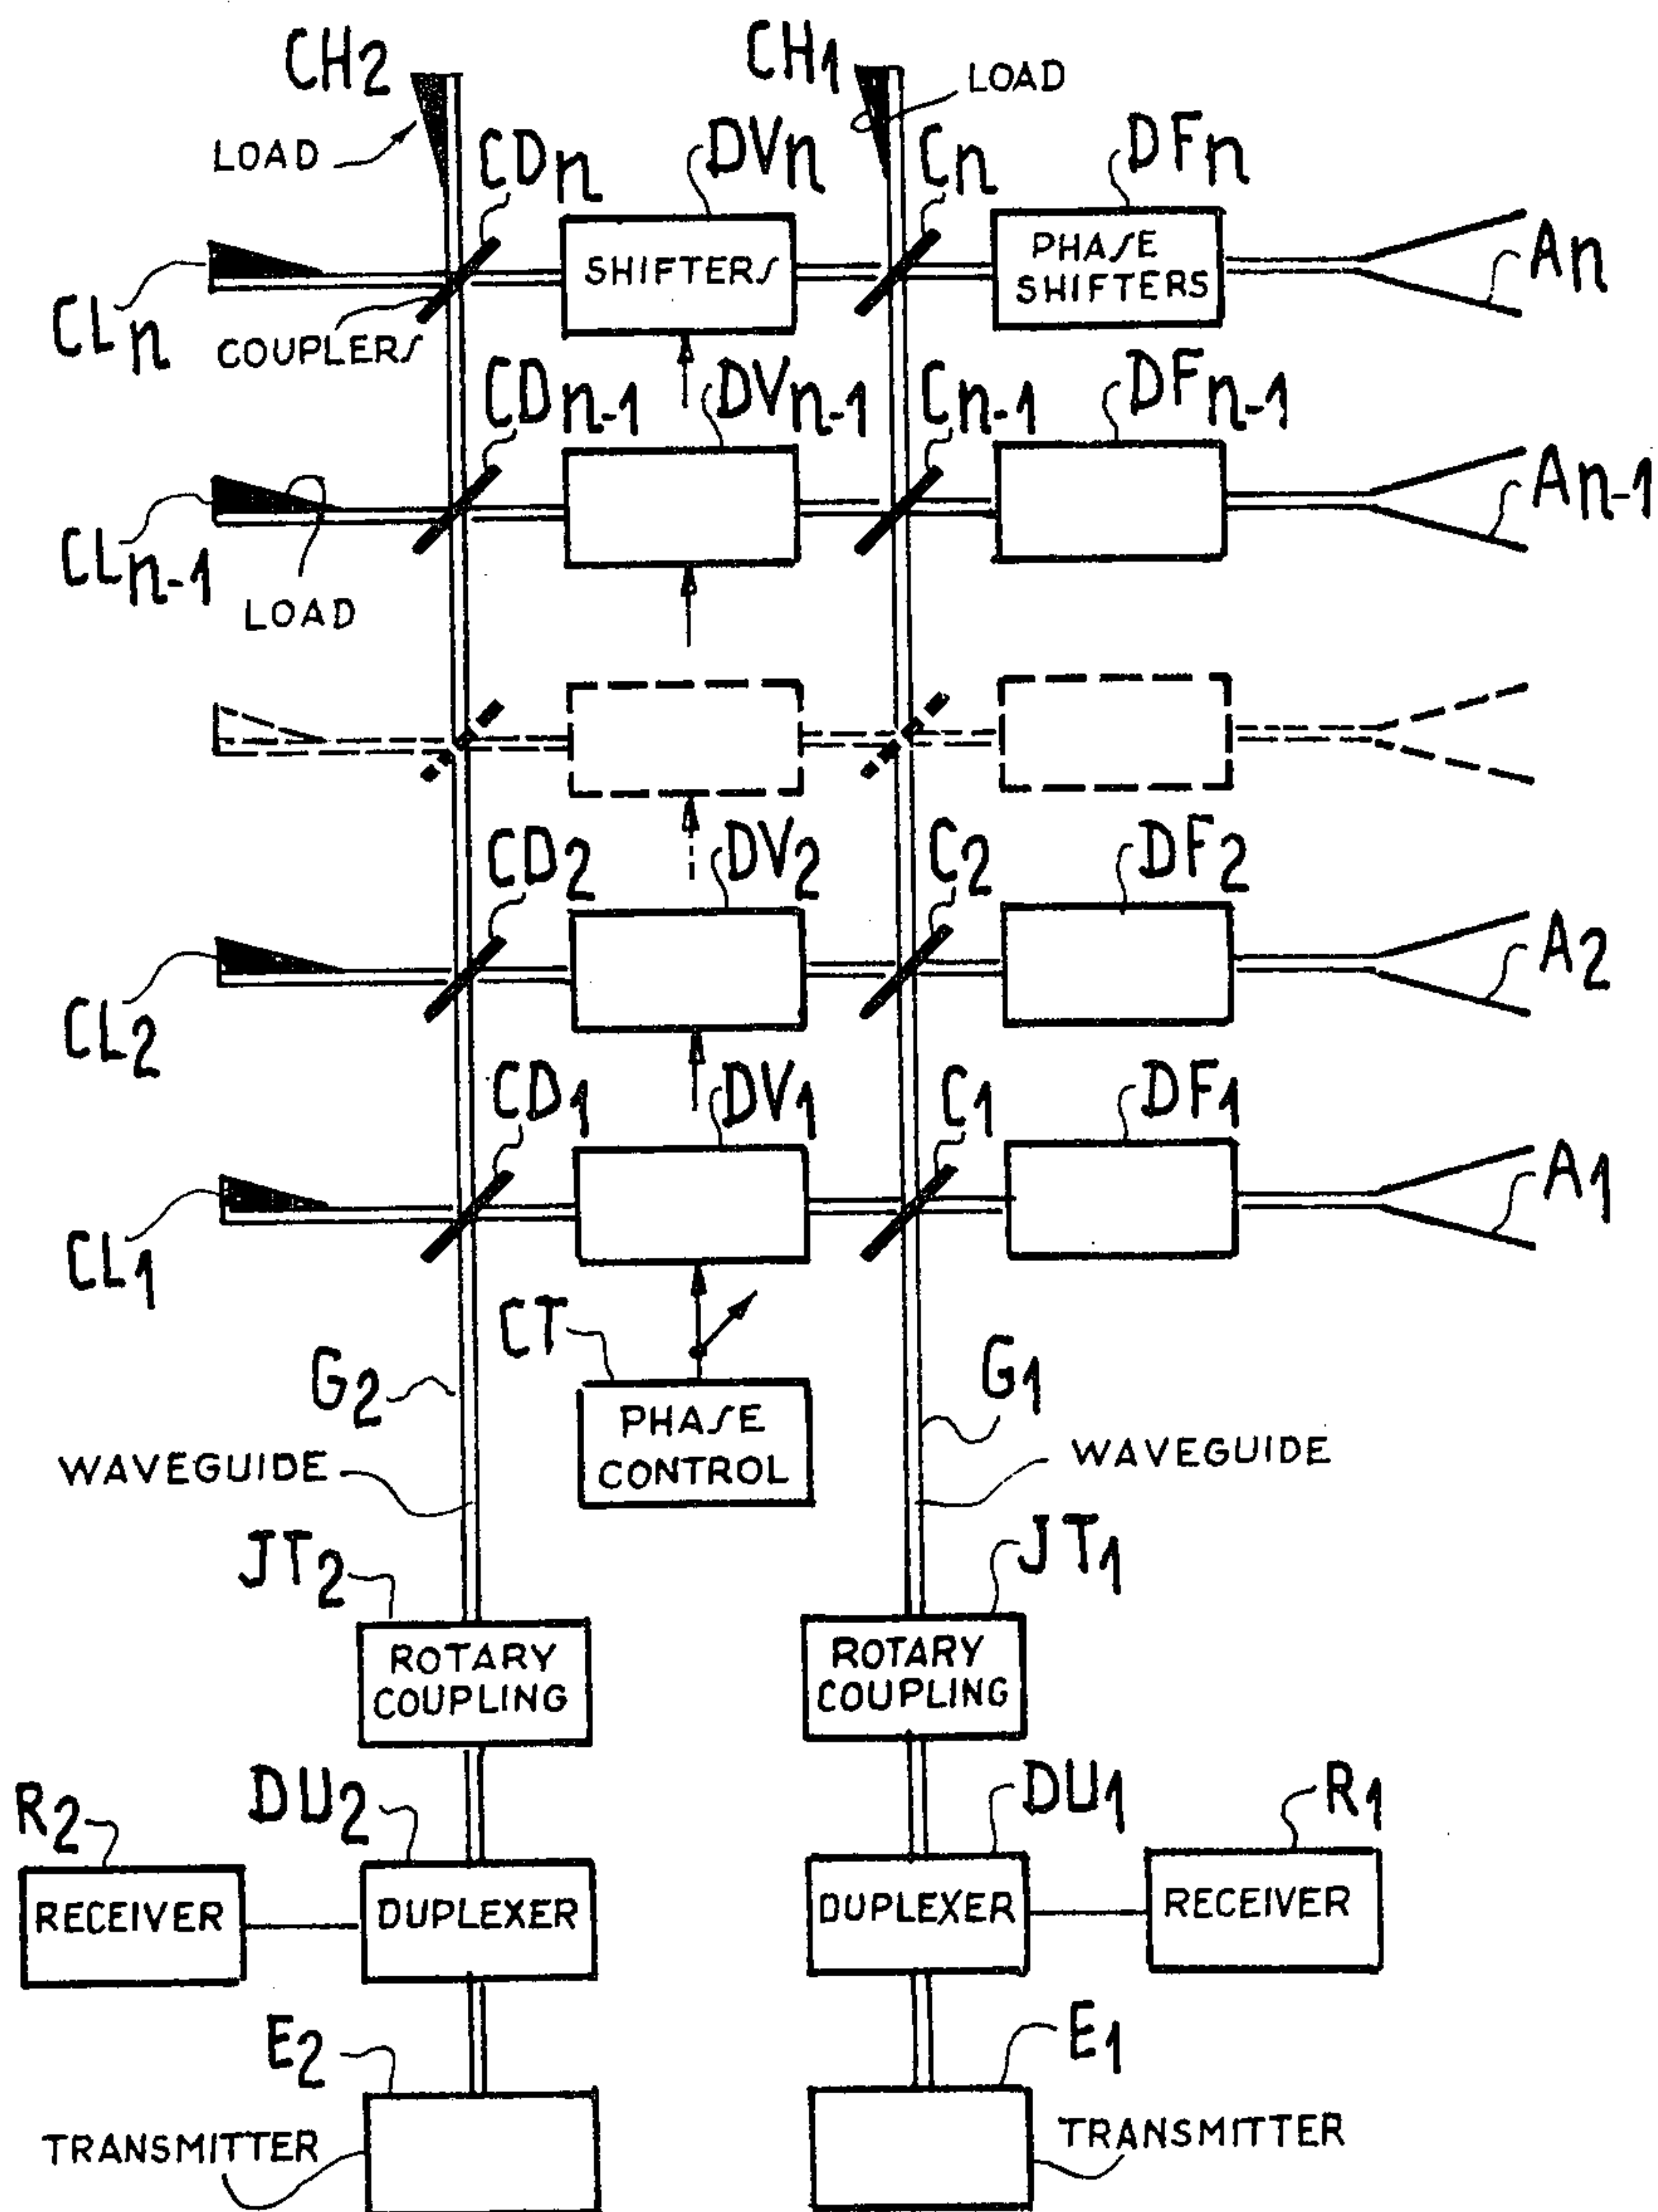 CH2
CH1
LOAD
LOAD
CDn
DVn
Cn
DFn
SHIFTERS
PHASE
SHIFTERS
An
CLn
COUPLERS
CDn-1
DVn-1
Cn-1
DFn-1
An-1
CLn-1
LOAD
CD2
DV2
C2
DF2
A2
CL2
CD1
DV1
C1
DF1
A1
CL1
CT
G2
G1
PHASE
CONTROL
WAVEGUIDE
WAVEGUIDE
JT2
JT1
ROTARY
COUPLING
ROTARY
COUPLING
R2
DU2
DU1
R1
RECEIVER
DUPLEXER
DUPLEXER
RECEIVER
E2
E1
TRANSMITTER
TRANSMITTER